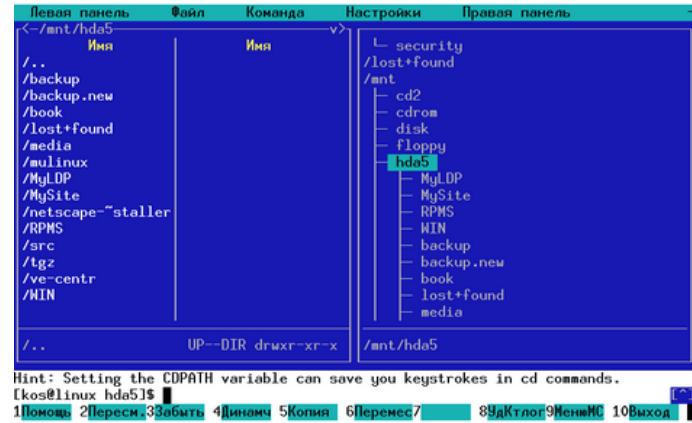 Левая панель Файл Команда Настройки Правая панель
<-/mnt/hda5 v>
Имя Имя
/..
/backup
/backup.new
/book
/lost+found
/media
/mulinux
/MyLDP
/MySite
/netscape-~staller
/RPMS
/src
/tgz
/ve-centr
/WIN
/.. UP--DIR drwxr-xr-x
security
/lost+found
/mnt
cd2
cdrom
disk
floppy
hda5
MyLDP
MySite
RPMS
WIN
backup
backup.new
book
lost+found
media
/mnt/hda5
Hint: Setting the CDPATH variable can save you keystrokes in cd commands.
[kos@linux hda5]$ [^]
1Помощь 2Пересм.3Забыть 4Динамч 5Копия 6Перемес7 8УдКтлог9МенюMC 10Выход